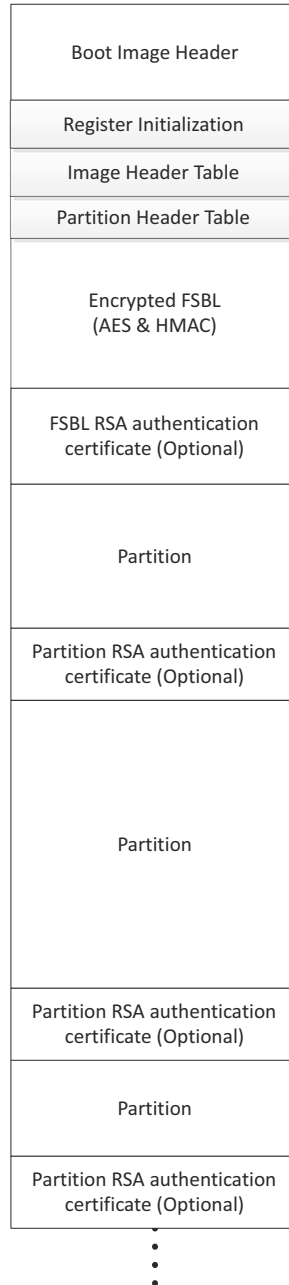 Boot Image Header
Register Initialization
Image Header Table
Partition Header Table
Encrypted FSBL
(AES & HMAC)
FSBL RSA authentication
certificate (Optional)
Partition
Partition RSA authentication
certificate (Optional)
Partition
Partition RSA authentication
certificate (Optional)
Partition
Partition RSA authentication
certificate (Optional)